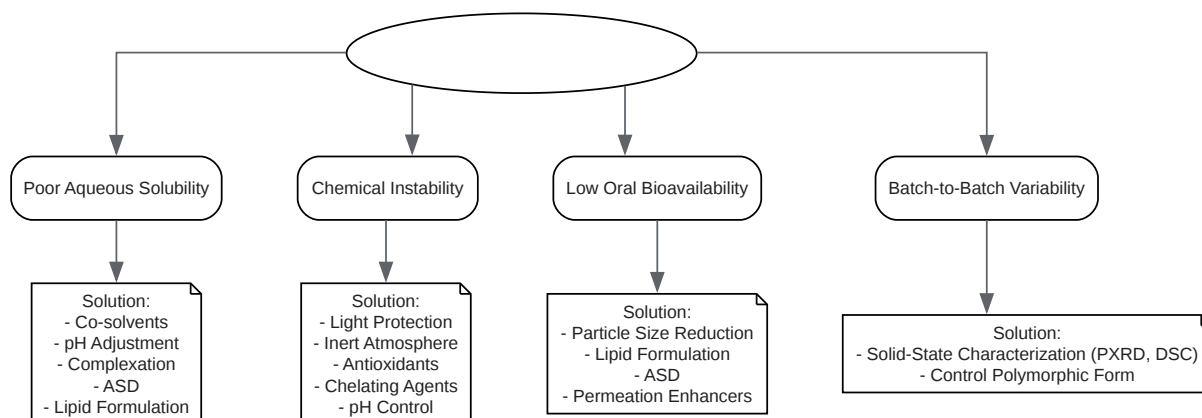 Poor Aqueous Solubility
Chemical Instability
Low Oral Bioavailability
Batch-to-Batch Variability
Solution:
- Co-solvents
- pH Adjustment
- Complexation
- ASD
- Lipid Formulation
Solution:
- Light Protection
- Inert Atmosphere
- Antioxidants
- Chelating Agents
- pH Control
Solution:
- Particle Size Reduction
- Lipid Formulation
- ASD
- Permeation Enhancers
Solution:
- Solid-State Characterization (PXRD, DSC)
- Control Polymorphic Form